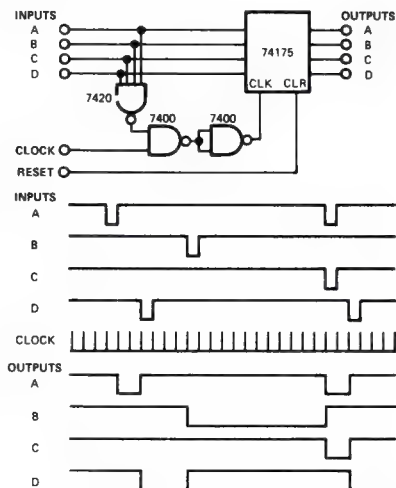 INPUTS OUTPUTS
A A
B B
C 74175 C
D D
CLK CLR
7420
7400 7400
CLOCK
RESET
INPUTS
A
B
C
D
CLOCK
OUTPUTS
A
B
C
D